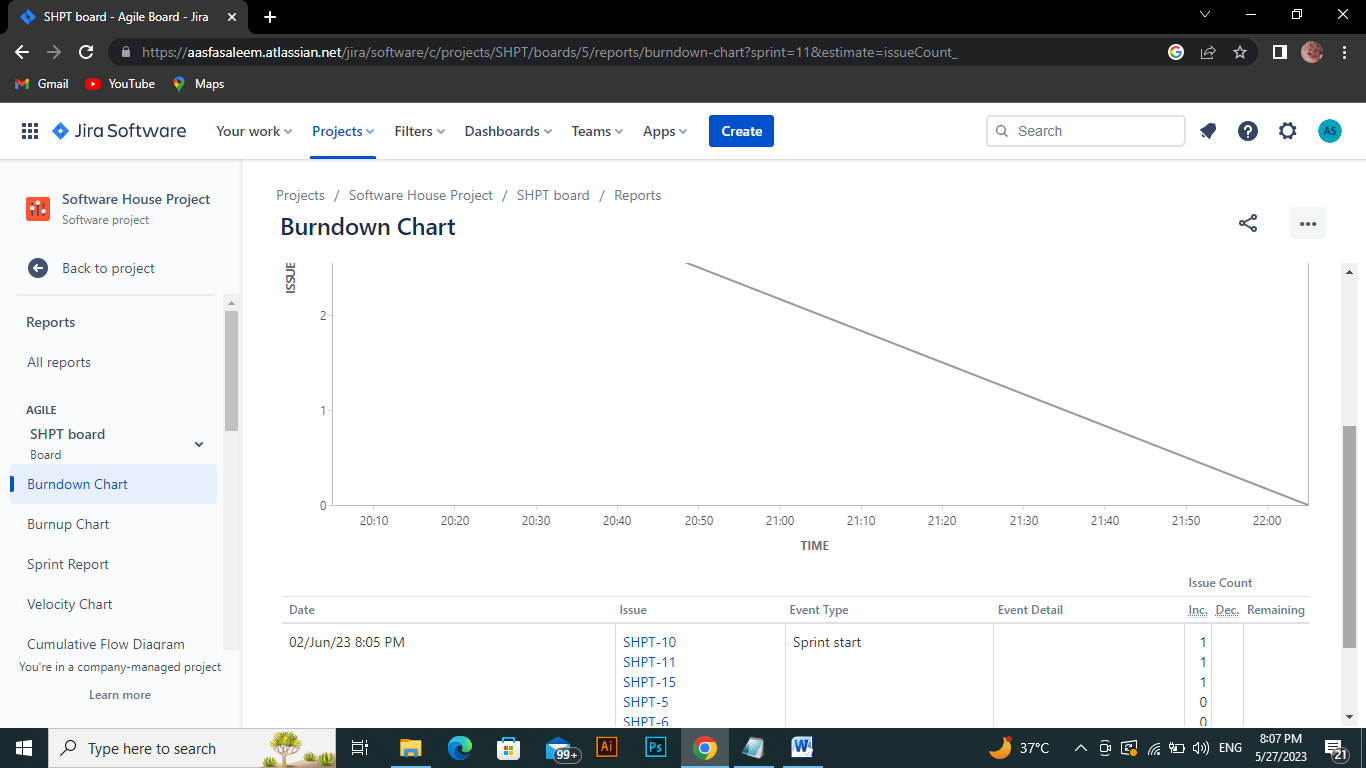 SHPT board - Agile Board - Jira
https://aasfasaleem.atlassian.net/jira/software/c/projects/SHPT/boards/5/reports/burndown-chart?sprint=11&estimate=issueCount_
Gmail YouTube Maps
Jira Software Your work Projects Filters Dashboards Teams Apps Create Search AS
Software House Project
Software project
Back to project
Reports
All reports
AGILE
SHPT board
Board
Burndown Chart
Burnup Chart
Sprint Report
Velocity Chart
Cumulative Flow Diagram
You're in a company-managed project
Learn more
Projects / Software House Project / SHPT board / Reports
Burndown Chart
ISSUE
2
1
0
20:10 20:20 20:30 20:40 20:50 21:00 21:10 21:20 21:30 21:40 21:50 22:00
TIME
Issue Count
Date Issue Event Type Event Detail Inc. Dec. Remaining
02/Jun/23 8:05 PM SHPT-10 Sprint start 1
SHPT-11 1
SHPT-15 1
SHPT-5 0
SHPT-6 0
Type here to search 99+ Ai Ps W 37°C ENG 8:07 PM
5/27/2023 21